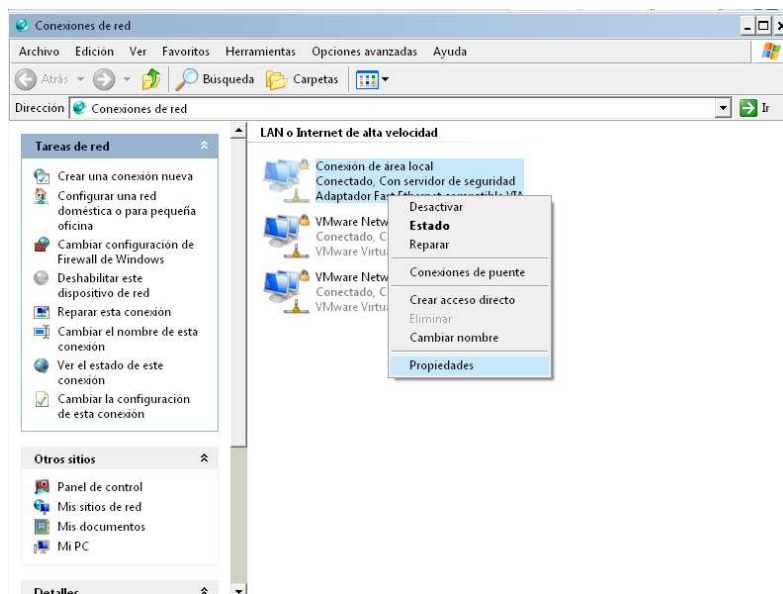 Conexiones de red
Archivo Edición Ver Favoritos Herramientas Opciones avanzadas Ayuda
Atrás Búsqueda Carpetas
Dirección Conexiones de red Ir
Tareas de red
Crear una conexión nueva
Configurar una red
doméstica o para pequeña
oficina
Cambiar configuración de
Firewall de Windows
Deshabilitar este
dispositivo de red
Reparar esta conexión
Cambiar el nombre de esta
conexión
Ver el estado de este
conexión
Cambiar la configuración
de esta conexión
Otros sitios
Panel de control
Mis sitios de red
Mis documentos
Mi PC
Detalles
LAN o Internet de alta velocidad
Conexión de área local
Conectado, Con servidor de seguridad
Adaptador Fast Ethernet compatible VIA
VMware Netw
Conectado, C
VMware Virtu
VMware Netw
Conectado, C
VMware Virtu
Desactivar
Estado
Reparar
Conexiones de puente
Crear acceso directo
Eliminar
Cambiar nombre
Propiedades